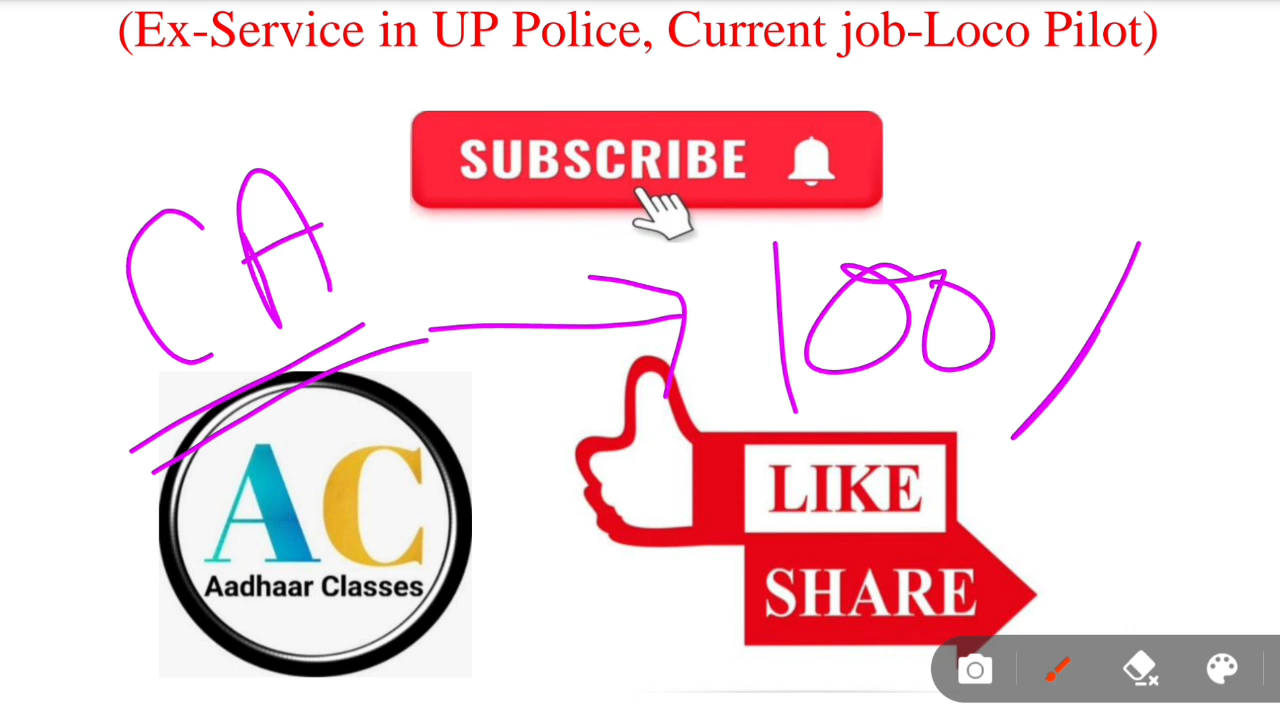 (Ex-Service in UP Police, Current job-Loco Pilot)
SUBSCRIBE
CA
100/
LIKE
SHARE
AC
Aadhaar Classes